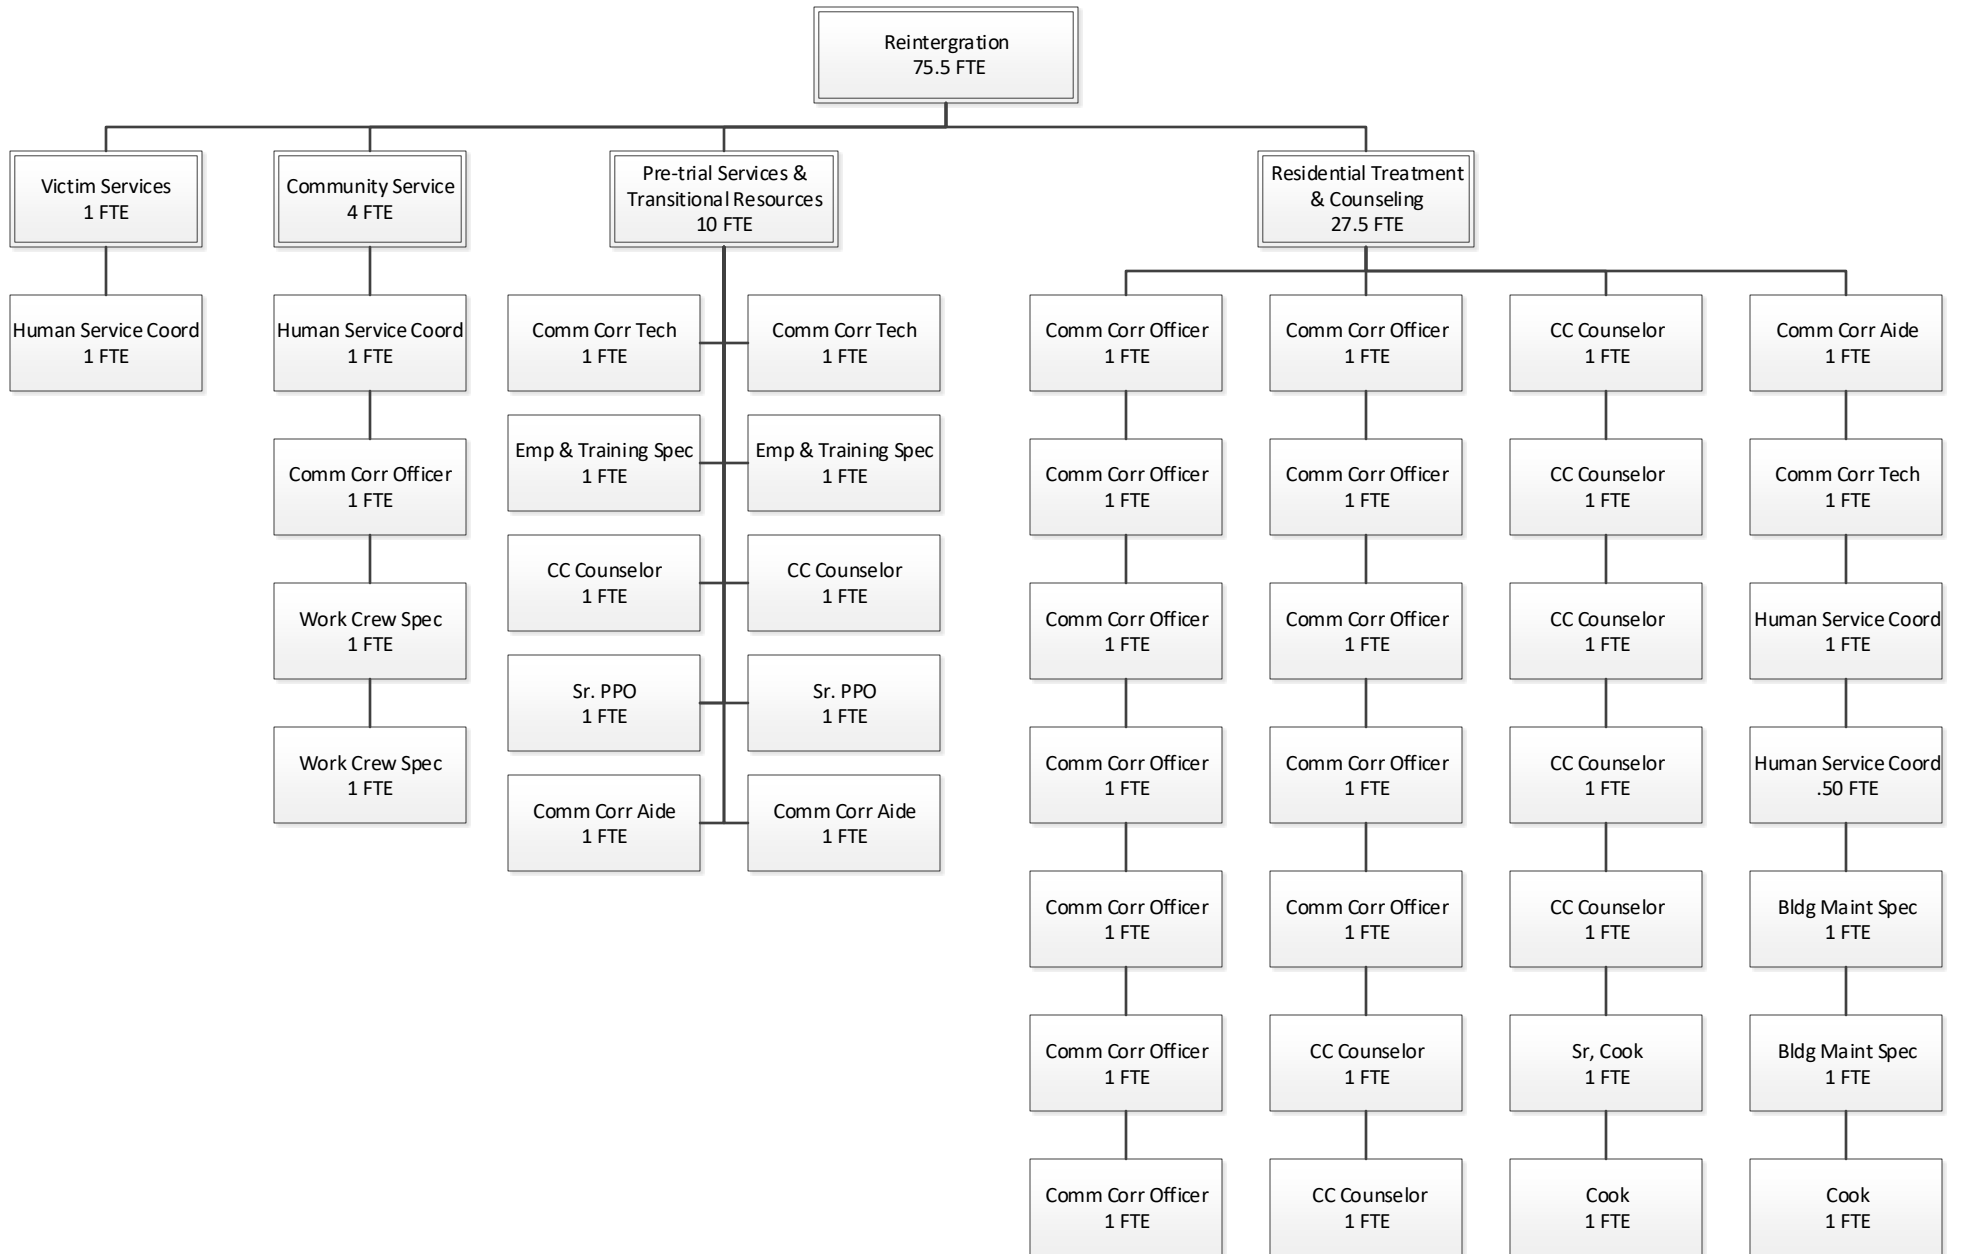 Reintergration
75.5 FTE
Victim Services
1 FTE
Community Service
4 FTE
Pre-trial Services &
Transitional Resources
10 FTE
Residential Treatment
& Counseling
27.5 FTE
Human Service Coord
1 FTE
Human Service Coord
1 FTE
Comm Corr Officer
1 FTE
Work Crew Spec
1 FTE
Work Crew Spec
1 FTE
Comm Corr Tech
1 FTE
Comm Corr Tech
1 FTE
Emp & Training Spec
1 FTE
Emp & Training Spec
1 FTE
CC Counselor
1 FTE
CC Counselor
1 FTE
Sr. PPO
1 FTE
Sr. PPO
1 FTE
Comm Corr Aide
1 FTE
Comm Corr Aide
1 FTE
Comm Corr Officer
1 FTE
Comm Corr Officer
1 FTE
Comm Corr Officer
1 FTE
Comm Corr Officer
1 FTE
Comm Corr Officer
1 FTE
Comm Corr Officer
1 FTE
Comm Corr Officer
1 FTE
Comm Corr Officer
1 FTE
Comm Corr Officer
1 FTE
Comm Corr Officer
1 FTE
Comm Corr Officer
1 FTE
Comm Corr Officer
1 FTE
CC Counselor
1 FTE
CC Counselor
1 FTE
CC Counselor
1 FTE
CC Counselor
1 FTE
CC Counselor
1 FTE
CC Counselor
1 FTE
CC Counselor
1 FTE
Sr, Cook
1 FTE
Cook
1 FTE
Comm Corr Aide
1 FTE
Comm Corr Tech
1 FTE
Human Service Coord
1 FTE
Human Service Coord
.50 FTE
Bldg Maint Spec
1 FTE
Bldg Maint Spec
1 FTE
Cook
1 FTE